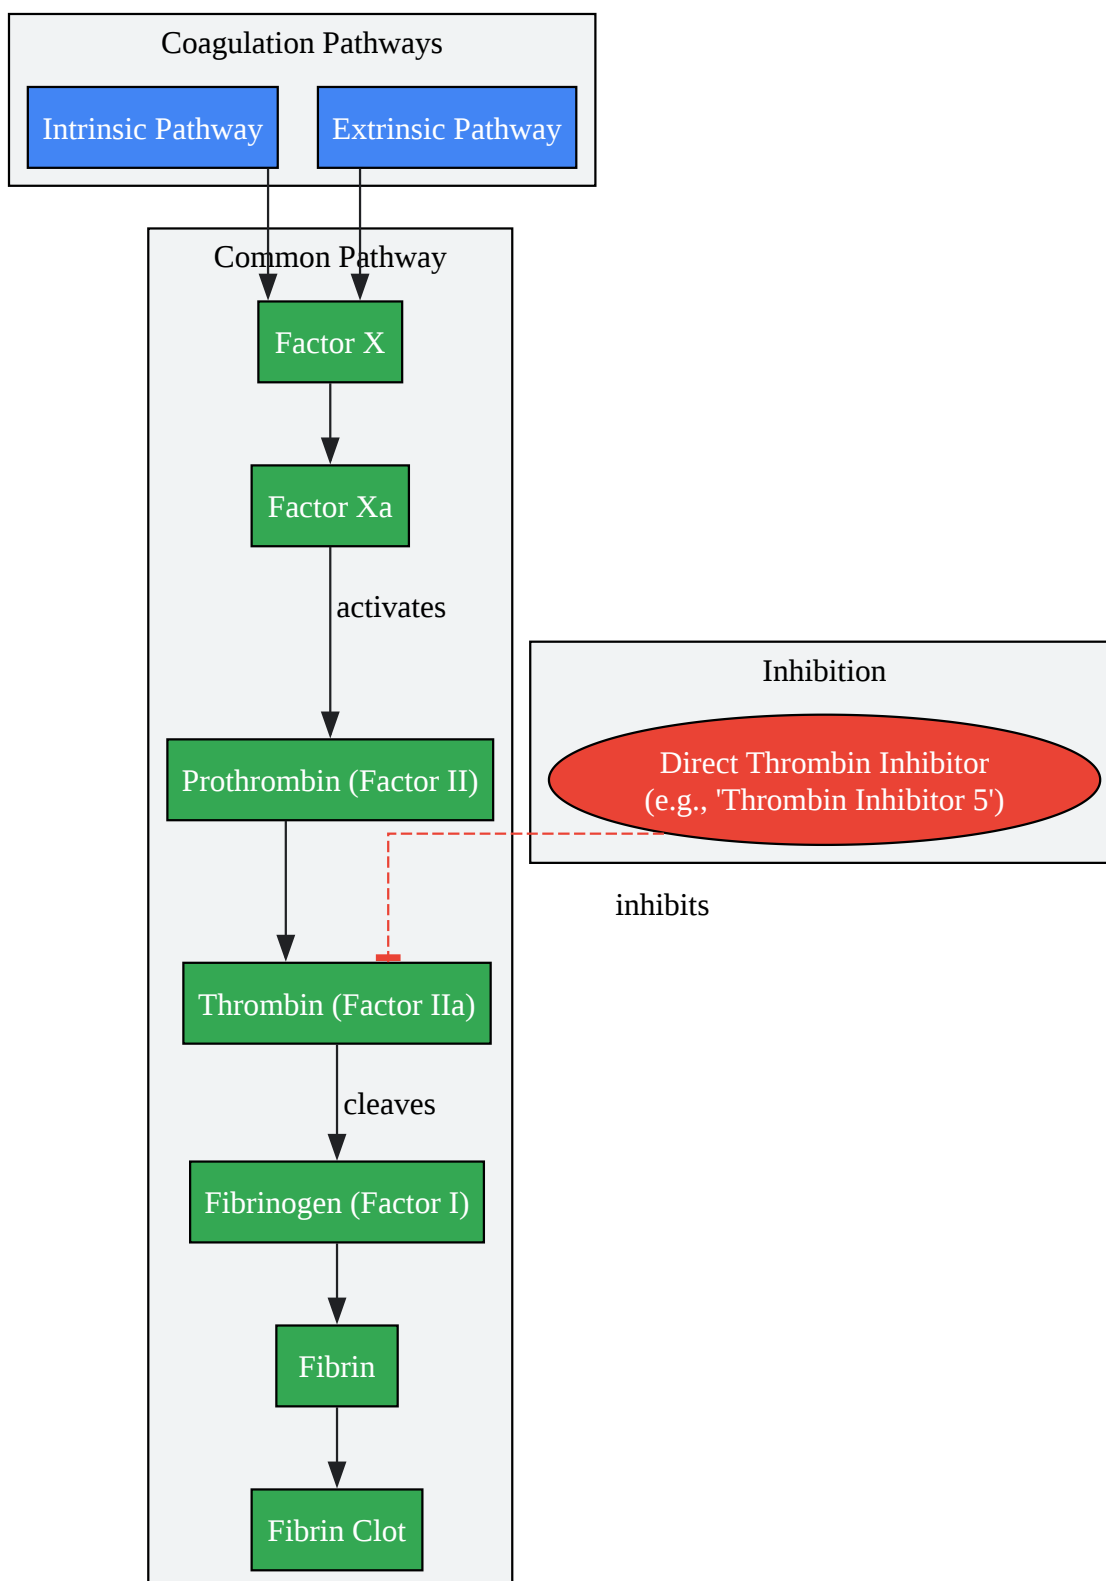 Coagulation Pathways
Intrinsic Pathway
Extrinsic Pathway
Common Pathway
Factor X
Factor Xa
activates
Inhibition
Direct Thrombin Inhibitor
(e.g., 'Thrombin Inhibitor 5')
Prothrombin (Factor II)
inhibits
Thrombin (Factor IIa)
cleaves
Fibrinogen (Factor I)
Fibrin
Fibrin Clot